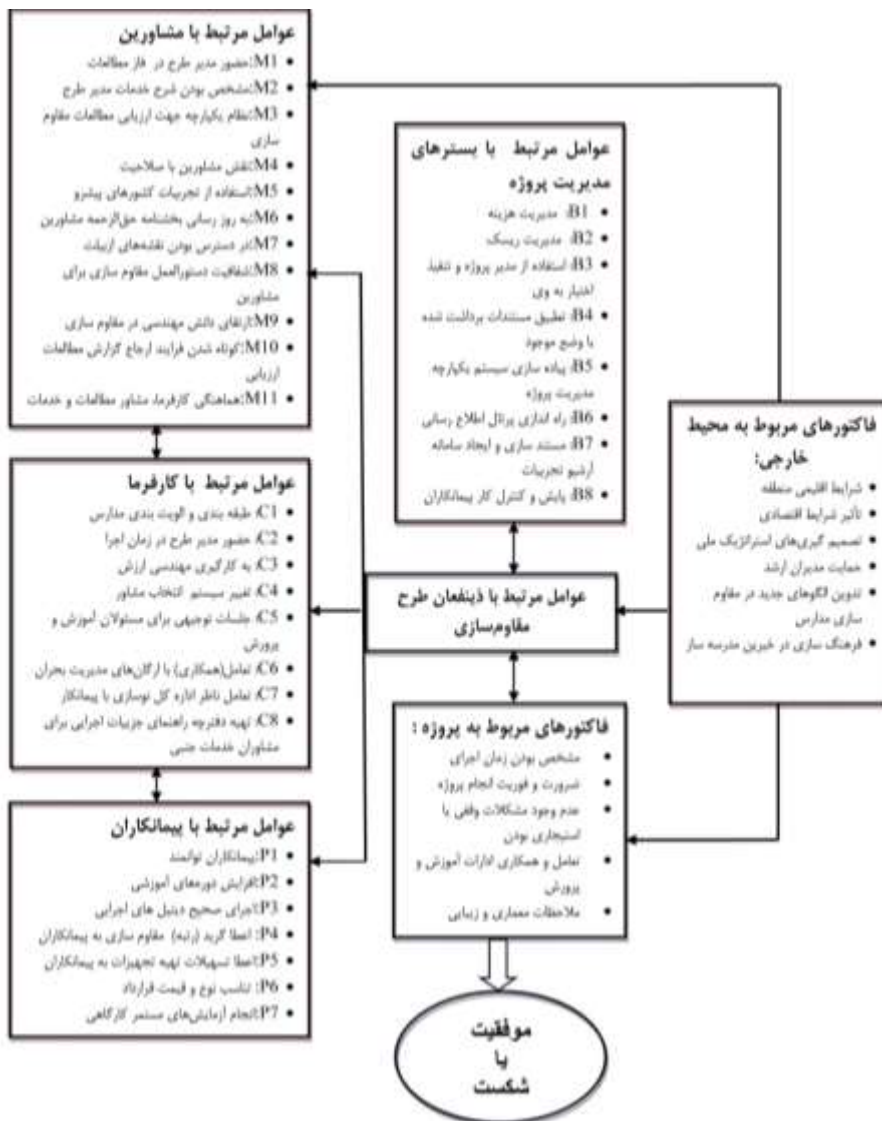 عوامل مرتبط با مشاورین
M1:حضور مدیر طرح در فاز مطالعات
M2:مشخص بودن شرح خدمات مدیر طرح
M3:نظام یکپارچه جهت ارزیابی مطالعات مقاوم
سازی
M4:نقش مشاورین با صلاحیت
M5:استفاده از تجربیات کشورهای پیشرو
M6:به روز رسانی بخشنامه حق‌الزحمه مشاورین
M7:در دسترس بودن نقشه‌های ازبیلت
M8:شفافیت دستورالعمل مقاوم سازی برای
مشاورین
M9:ارتقای دانش مهندسی در مقاوم سازی
M10:کوتاه شدن فرایند ارجاع گزارش مطالعات
ارزیابی
M11:هماهنگی کارفرما، مشاور مطالعات و خدمات
عوامل مرتبط با کارفرما
C1: طبقه بندی و الویت بندی مدارس
C2: حضور مدیر طرح در زمان اجرا
C3: به کارگیری مهندسی ارزش
C4: تغییر سیستم انتخاب مشاور
C5: جلسات توجیهی برای مسئولان آموزش و
پرورش
C6: تعامل(همکاری) با ارگان‌های مدیریت بحران
C7: تعامل ناظر اداره کل نوسازی با پیمانکار
C8: تهیه دفترچه راهنمای جزییات اجرایی برای
مشاوران خدمات جنبی
عوامل مرتبط با پیمانکاران
P1:پیمانکاران توانمند
P2:افزایش دوره‌های آموزشی
P3:اجرای صحیح دیتیل های اجرایی
P4: اعطا گرید (رتبه) مقاوم سازی به پیمانکاران
P5:اعطا تسهیلات تهیه تجهیزات به پیمانکاران
P6: تناسب نوع و قیمت قرارداد
P7:انجام آزمایش‌های مستمر کارگاهی
عوامل مرتبط با بسترهای
مدیریت پروژه
B1: مدیریت هزینه
B2: مدیریت ریسک
B3: استفاده از مدیر پروژه و تنفیذ
اختیار به وی
B4: تطبیق مستندات برداشت شده
با وضع موجود
B5: پیاده سازی سیستم یکپارچه
مدیریت پروژه
B6: راه اندازی پرتال اطلاع رسانی
B7: مستند سازی و ایجاد سامانه
آرشیو تجربیات
B8: پایش و کنترل کار پیمانکاران
عوامل مرتبط با ذینفعان طرح
مقاوم‌سازی
فاکتورهای مربوط به پروژه :
مشخص بودن زمان اجرای
ضرورت و فوریت انجام پروژه
عدم وجود مشکلات وقفی یا
استیجاری بودن
تعامل و همکاری ادارات آموزش و
پرورش
ملاحظات معماری و زیبایی
موفقیت
یا
شکست
فاکتورهای مربوط به محیط
خارجی:
شرایط اقلیمی منطقه
تأثیر شرایط اقتصادی
تصمیم گیری‌های استراتژیک ملی
حمایت مدیران ارشد
تدوین الگوهای جدید در مقاوم
سازی مدارس
فرهنگ سازی در خیرین مدرسه ساز